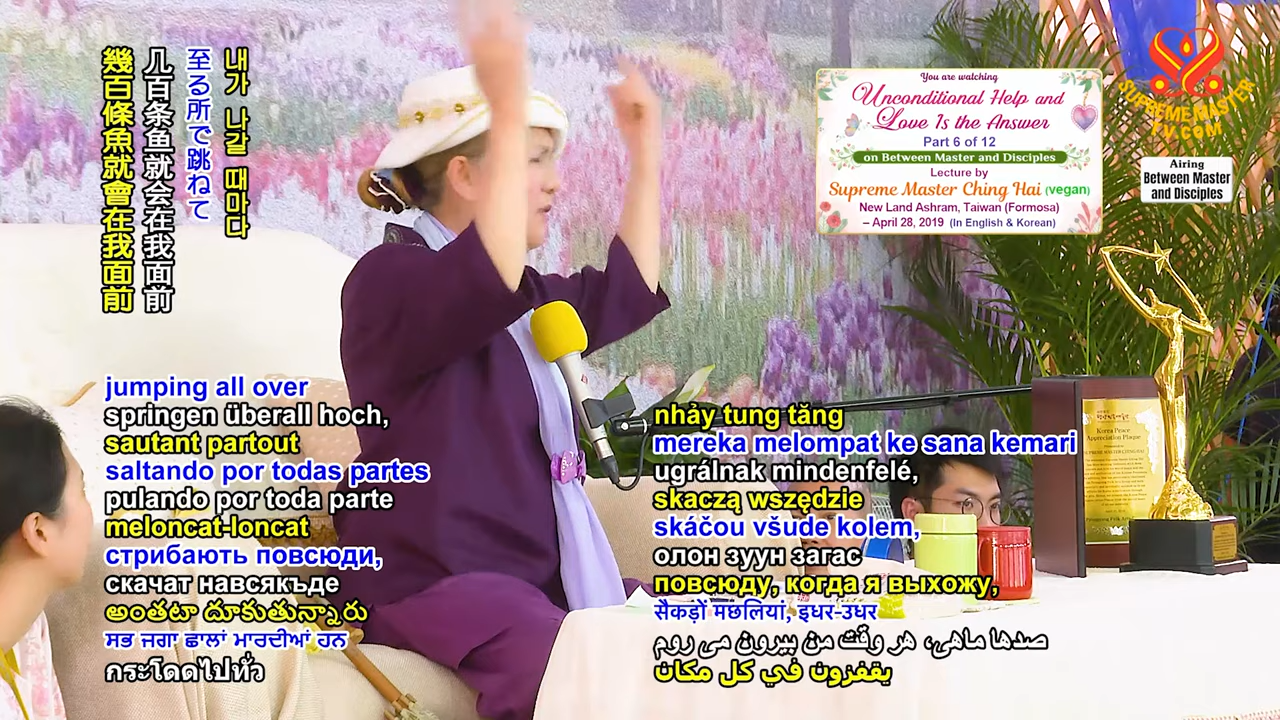 내가 나갈 때마다
至る所で跳ねて
几百条鱼就会在我面前
幾百條魚就會在我面前
You are watching
Unconditional Help and
Love Is the Answer
Part 6 of 12
on Between Master and Disciples
Lecture by
Supreme Master Ching Hai (vegan)
New Land Ashram, Taiwan (Formosa)
– April 28, 2019 (In English & Korean)
SUPREME MASTER
TV.COM
Airing
Between Master
and Disciples
jumping all over
springen überall hoch,
sautant partout
saltando por todas partes
pulando por toda parte
meloncat-loncat
стрибають повсюди,
скачат навсякъде
అంతటా దూకుతున్నారు
ਸਭ ਜਗਾ ਛਾਲਾਂ ਮਾਰਦੀਆਂ ਹਨ
กระโดดไปทั่ว
nhảy tung tăng
mereka melompat ke sana kemari
ugrálnak mindenfelé,
skaczą wszędzie
skáčou všude kolem,
олон зуун загас
повсюду, когда я выхожу,
सैकड़ों मछलियां, इधर-उधर
صدها ماهی، هر وقت من بیرون می روم
يقفزون في كل مكان
Korea Peace
Appreciation Plaque